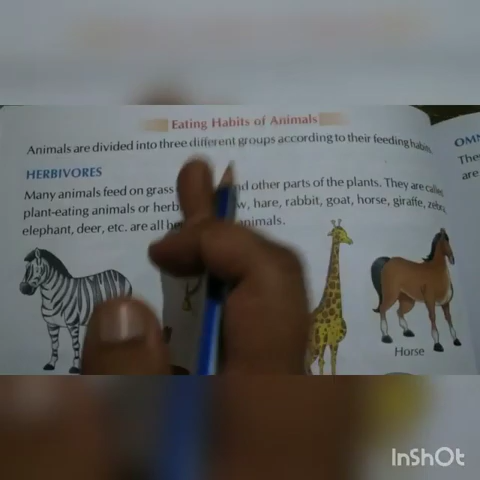 Eating Habits of Animals
Animals are divided into three different groups according to their feeding habits.
HERBIVORES
Many animals feed on grass nd other parts of the plants. They are called
plant-eating animals or herb w, hare, rabbit, goat, horse, giraffe, zebra,
elephant, deer, etc. are all he animals.
Horse
OMN
The
are
InShOt